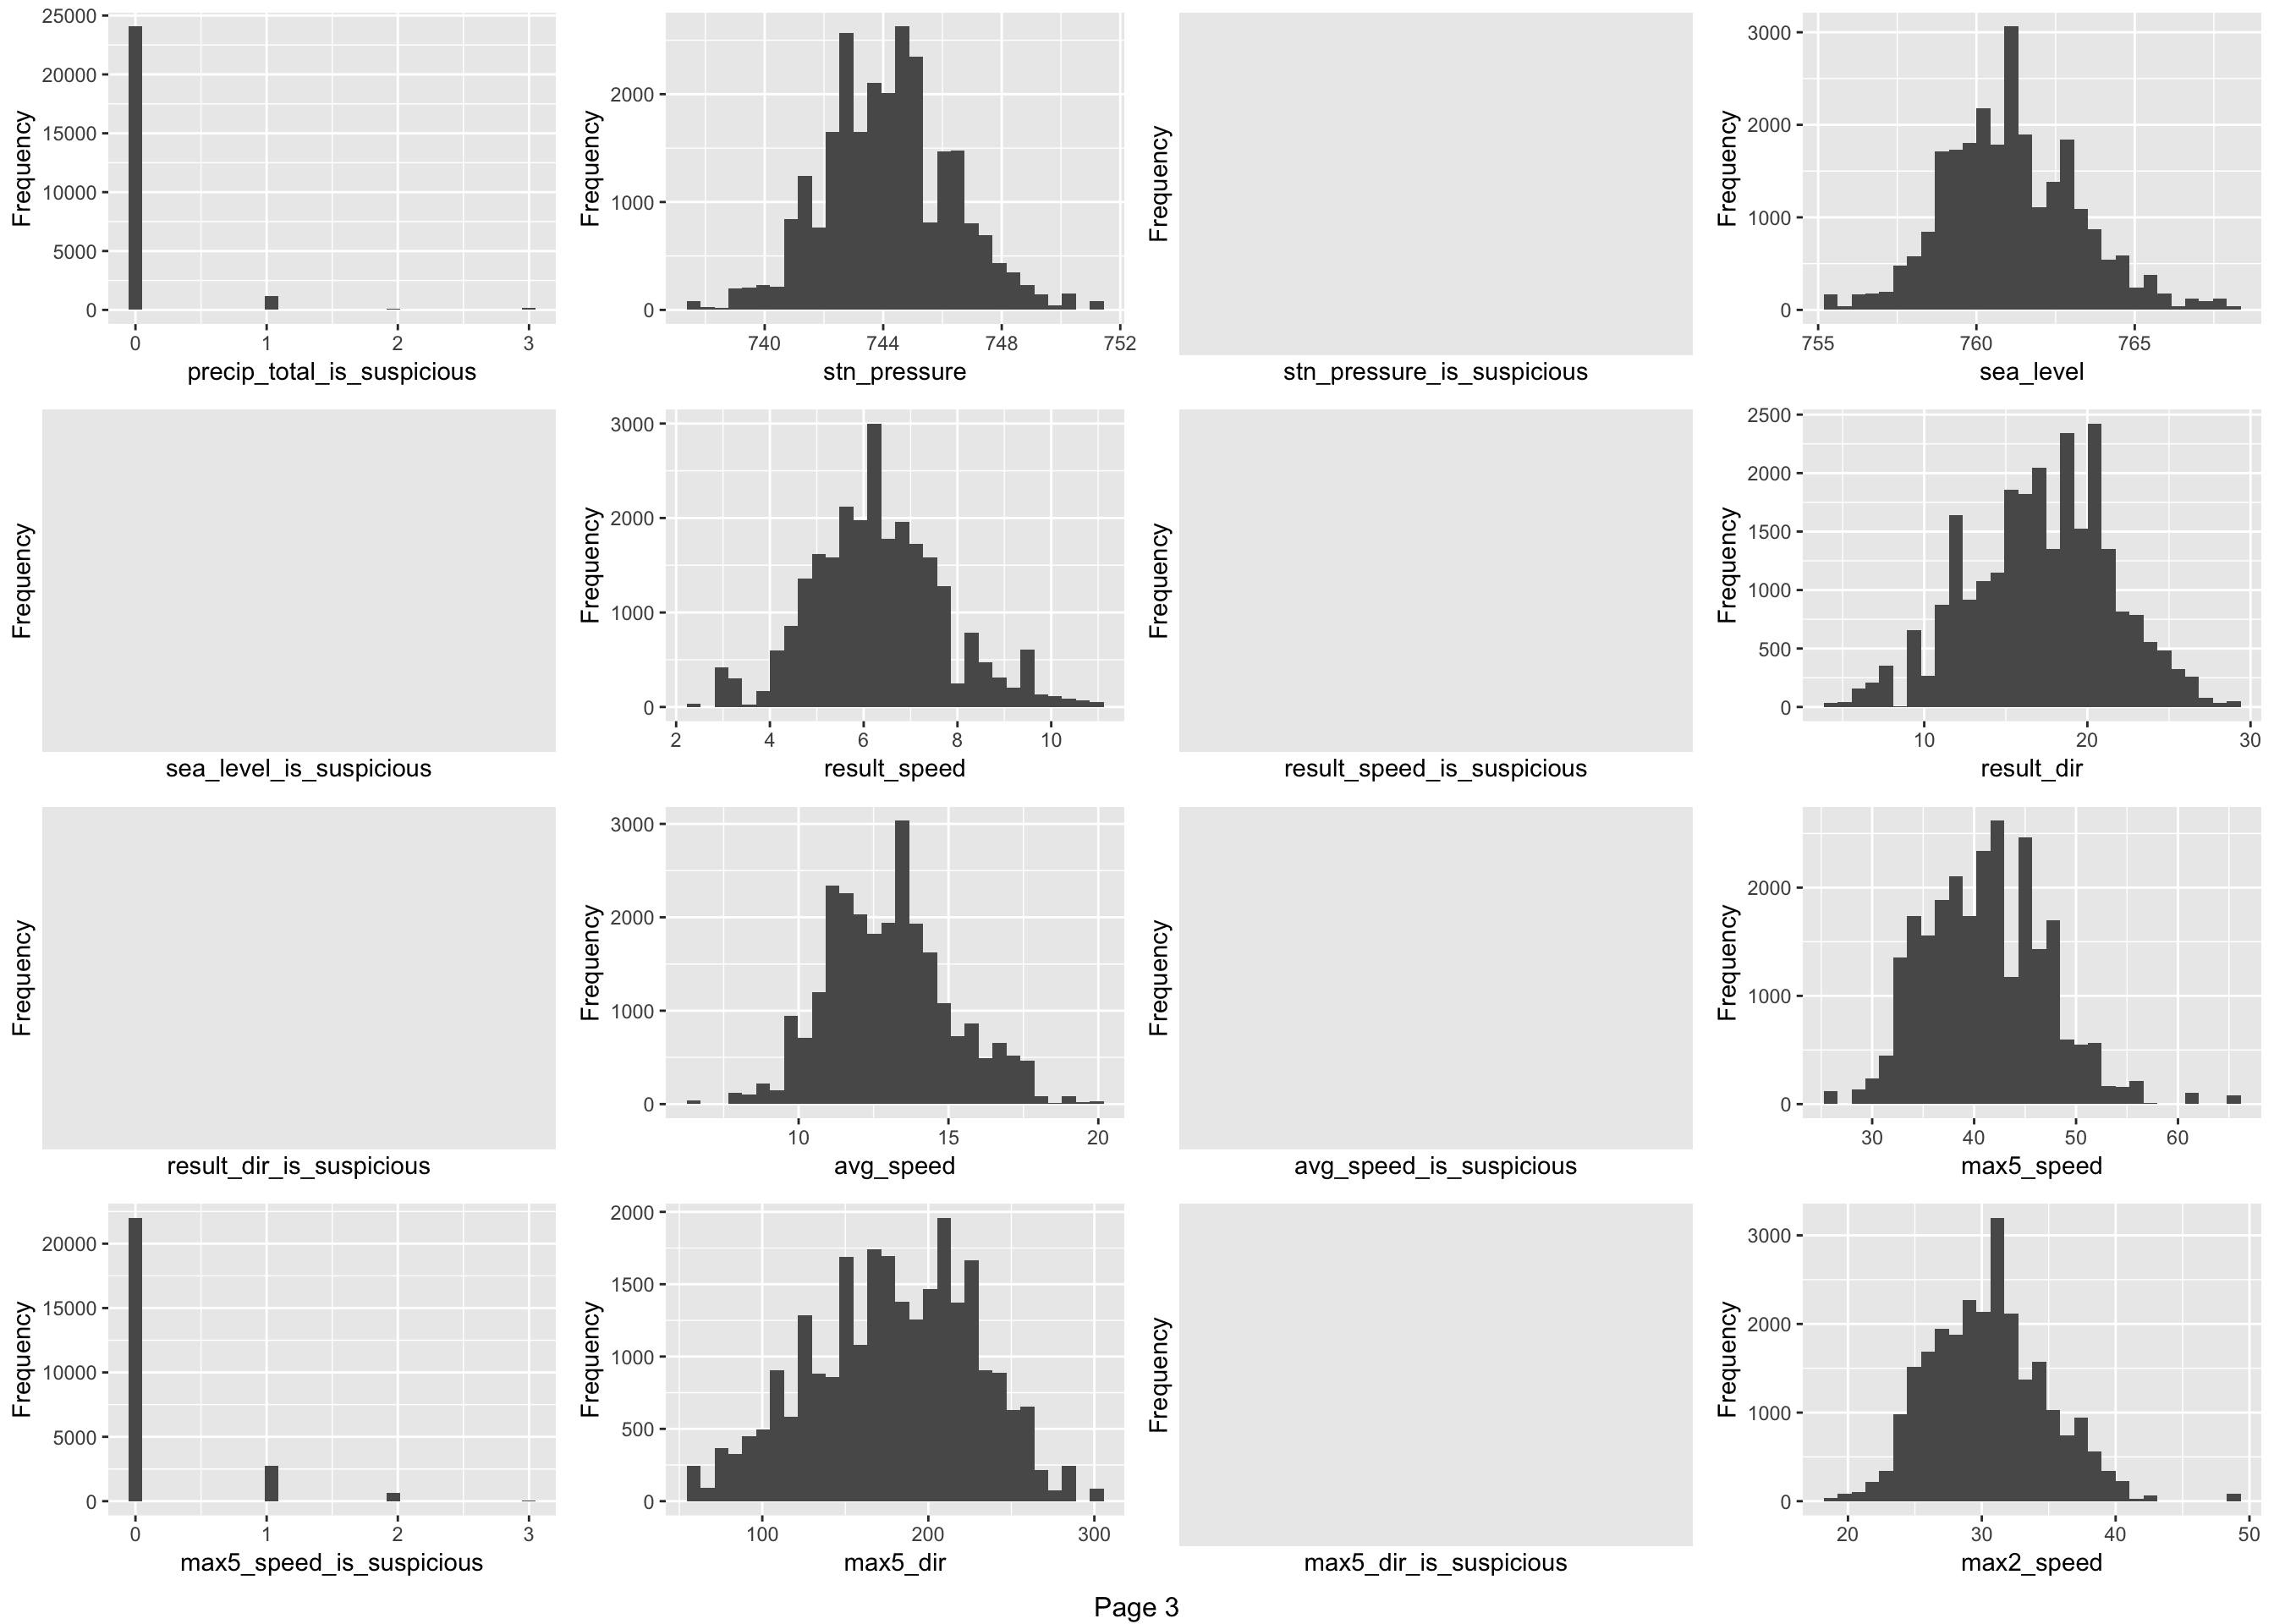 25000
20000
15000
10000
5000
0
Frequency
0 1 2 3
precip_total_is_suspicious
2000
1000
0
Frequency
740 744 748 752
stn_pressure
Frequency
stn_pressure_is_suspicious
3000
2000
1000
0
Frequency
755 760 765
sea_level
Frequency
sea_level_is_suspicious
3000
2000
1000
0
Frequency
2 4 6 8 10
result_speed
Frequency
result_speed_is_suspicious
2500
2000
1500
1000
500
0
Frequency
10 20 30
result_dir
Frequency
result_dir_is_suspicious
3000
2000
1000
0
Frequency
10 15 20
avg_speed
Frequency
avg_speed_is_suspicious
2000
1000
0
Frequency
30 40 50 60
max5_speed
20000
15000
10000
5000
0
Frequency
0 1 2 3
max5_speed_is_suspicious
2000
1500
1000
500
0
Frequency
100 200 300
max5_dir
Frequency
max5_dir_is_suspicious
3000
2000
1000
0
Frequency
20 30 40 50
max2_speed
Page 3